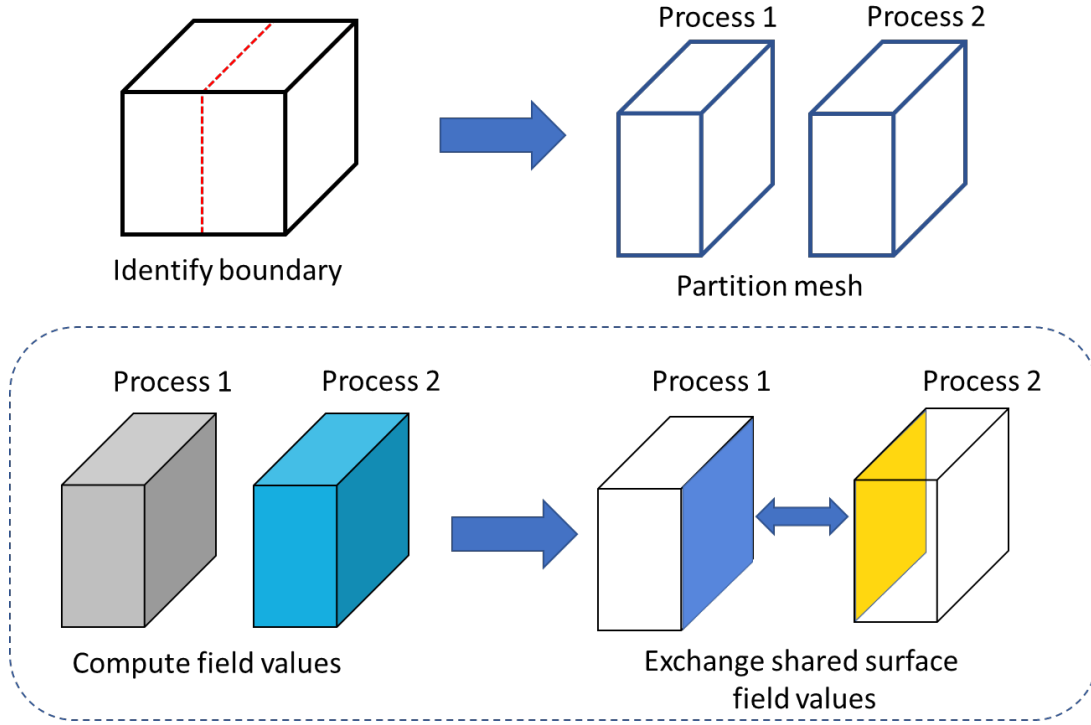 Process 1
Process 2
Identify boundary
Partition mesh
Process 1
Process 2
Process 1
Process 2
Compute field values
Exchange shared surface
field values